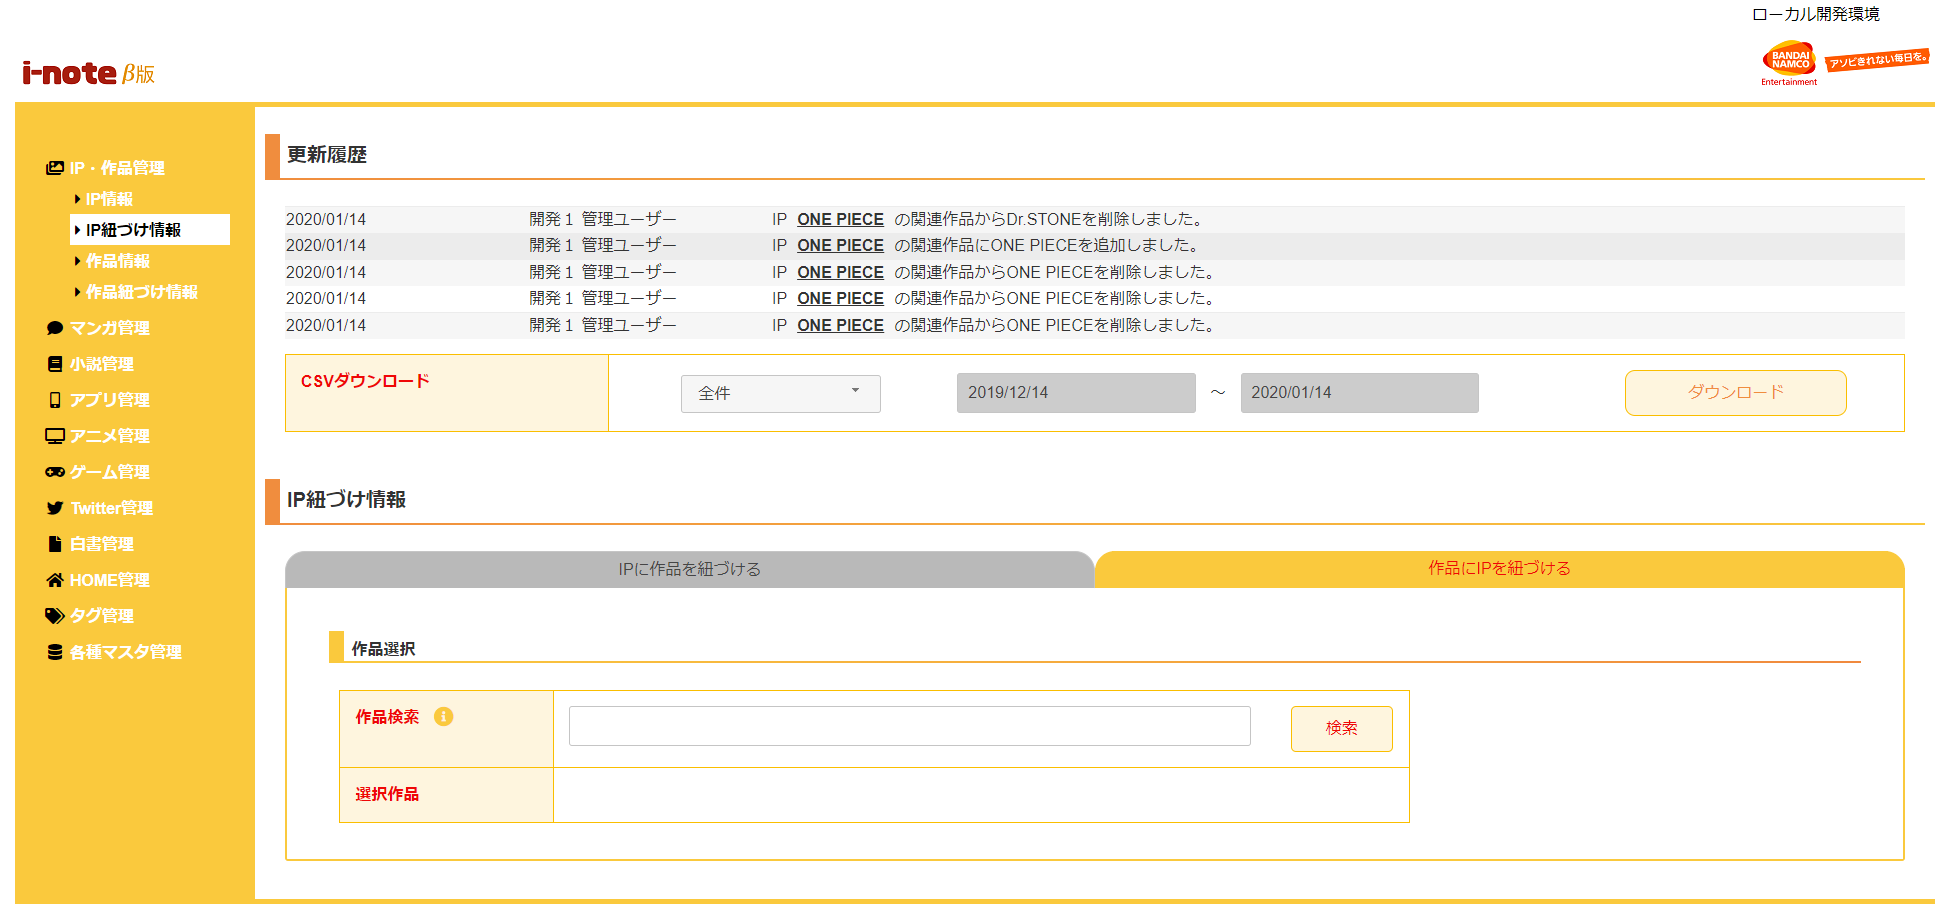 ローカル開発環境
i-note β版
BANDAI
NAMCO
Entertainment
アソビきれない毎日を。
IP・作品管理
IP情報
IP紐づけ情報
作品情報
作品紐づけ情報
マンガ管理
小説管理
アプリ管理
アニメ管理
ゲーム管理
Twitter管理
白書管理
HOME管理
タグ管理
各種マスタ管理
更新履歴
2020/01/14 開発１ 管理ユーザー IP ONE PIECE の関連作品からDr.STONEを削除しました。
2020/01/14 開発１ 管理ユーザー IP ONE PIECE の関連作品にONE PIECEを追加しました。
2020/01/14 開発１ 管理ユーザー IP ONE PIECE の関連作品からONE PIECEを削除しました。
2020/01/14 開発１ 管理ユーザー IP ONE PIECE の関連作品からONE PIECEを削除しました。
2020/01/14 開発１ 管理ユーザー IP ONE PIECE の関連作品からONE PIECEを削除しました。
CSVダウンロード 全件 2019/12/14 ～ 2020/01/14 ダウンロード
IP紐づけ情報
IPに作品を紐づける 作品にIPを紐づける
作品選択
作品検索 検索
選択作品